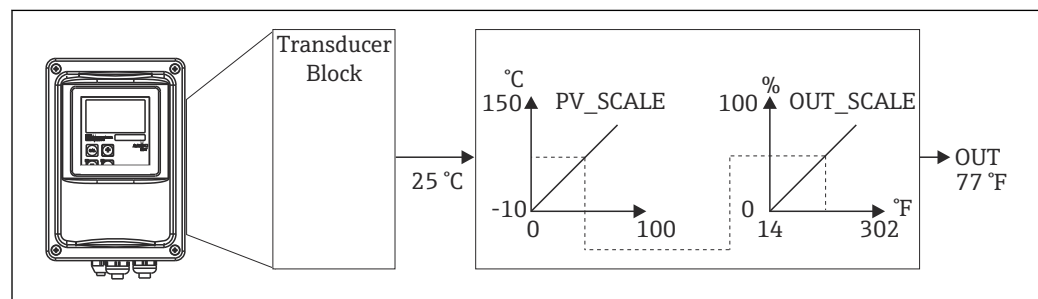 Transducer
Block
25 °C
°C
150
PV_SCALE
-10
0
100
%
100
OUT_SCALE
0
14
302
°F
OUT
77 °F